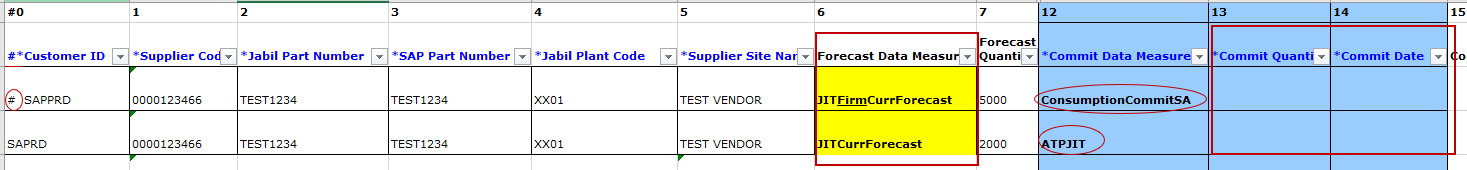 #0 1 2 3 4 5 6 7 12 13 14 15
#*Customer ID *Supplier Cod *Jabil Part Number *SAP Part Number *Jabil Plant Code *Supplier Site Nar Forecast Data Measur Forecast Quanti *Commit Data Measure *Commit Quanti *Commit Date Co
# SAPPRD 0000123466 TEST1234 TEST1234 XX01 TEST VENDOR JITFirmCurrForecast 5000 ConsumptionCommitSA
SAPRD 0000123466 TEST1234 TEST1234 XX01 TEST VENDOR JITCurrForecast 2000 ATPJIT